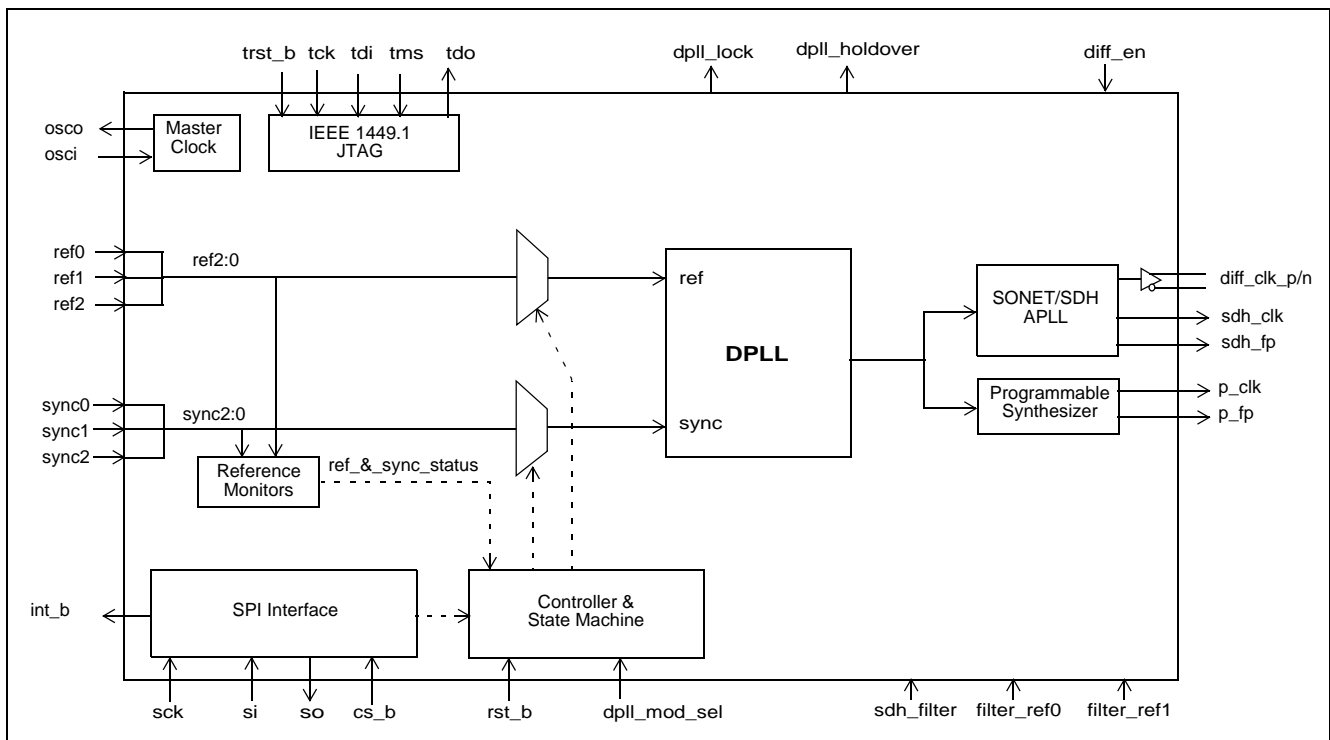 trst_b tck tdi tms tdo
dpll_lock
dpll_holdover
diff_en
osco
osci
Master
Clock
IEEE 1449.1
JTAG
ref0
ref1
ref2
ref2:0
ref
DPLL
sync
SONET/SDH
APLL
diff_clk_p/n
sdh_clk
sdh_fp
Programmable
Synthesizer
p_clk
p_fp
sync0
sync1
sync2
sync2:0
Reference
Monitors
ref_&_sync_status
int_b
SPI Interface
Controller &
State Machine
sck si so cs_b
rst_b
dpll_mod_sel
sdh_filter
filter_ref0
filter_ref1